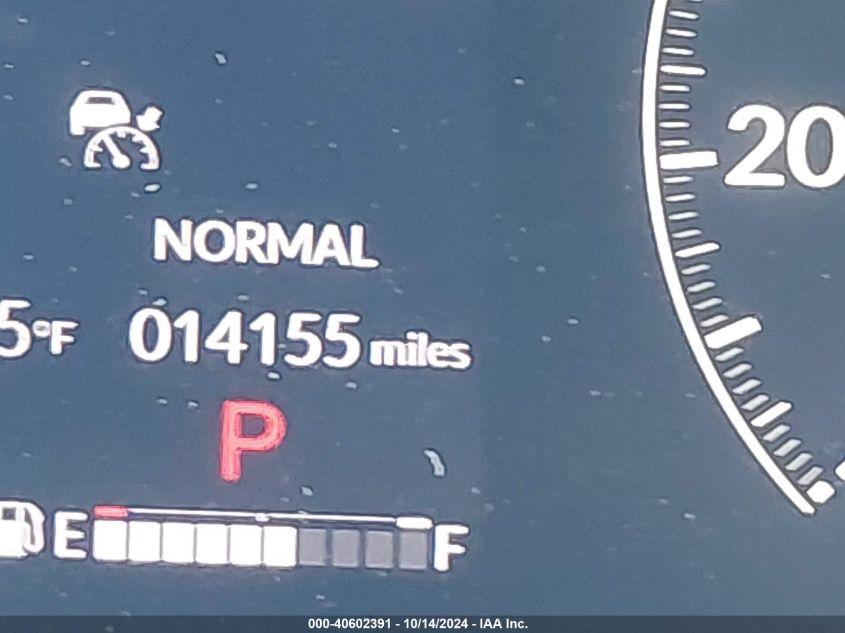 20
NORMAL
5°F 014155 miles
P
E F
000-40602391 - 10/14/2024 - IAA Inc.